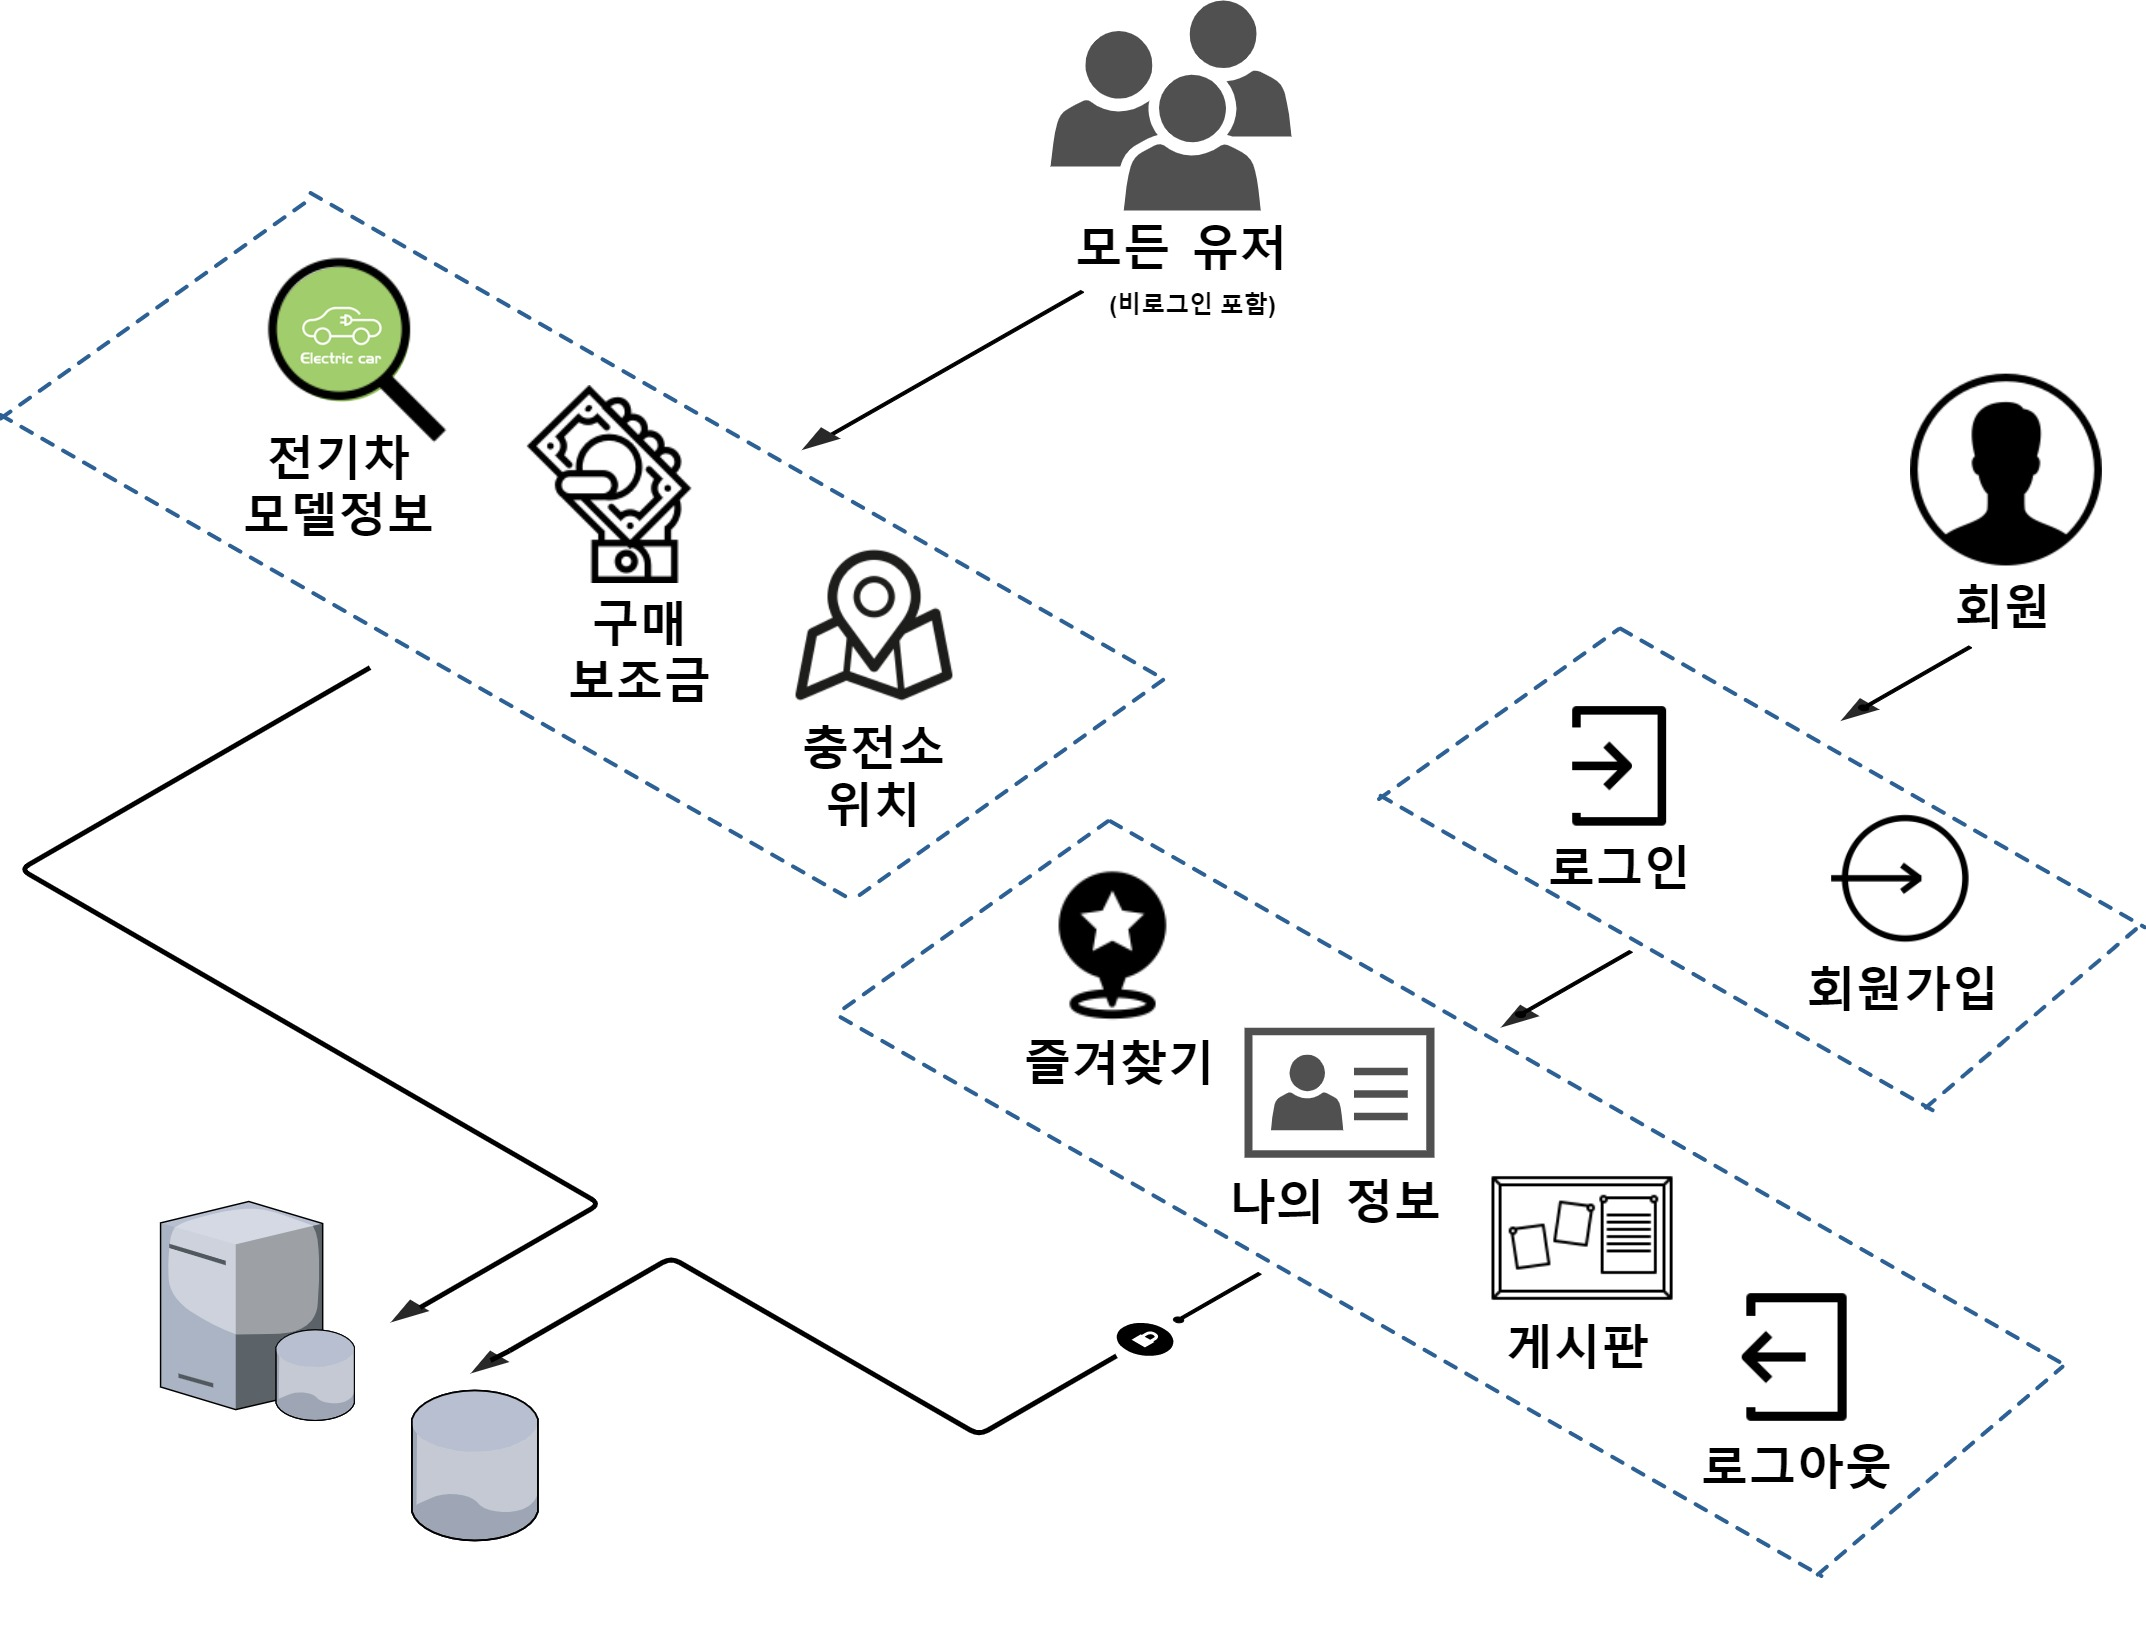 모든 유저
(비로그인 포함)
Electric car
전기차
모델정보
구매
보조금
충전소
위치
회원
로그인
회원가입
즐겨찾기
나의 정보
게시판
로그아웃